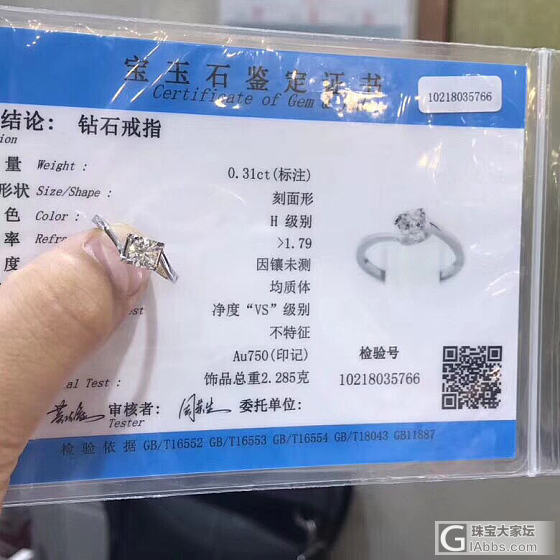 宝玉石鉴定证书
Certificate of Gem
10218035766
结论: 钻石戒指
量 Weight : 0.31ct(标注)
形状 Size/Shape : 刻面形
色 Color : H 级别
率 Refra >1.79
度 因镶未测
均质体
净度“VS”级别
不特征
Au750(印记)
Test : 饰品总重2.285克
检验号
10218035766
审核者: 委托单位:
Tester
检验依据 GB/T16552 GB/T16553 GB/T16554 GB/T18043 GB11887
珠宝大家坛
GIAbbs.com